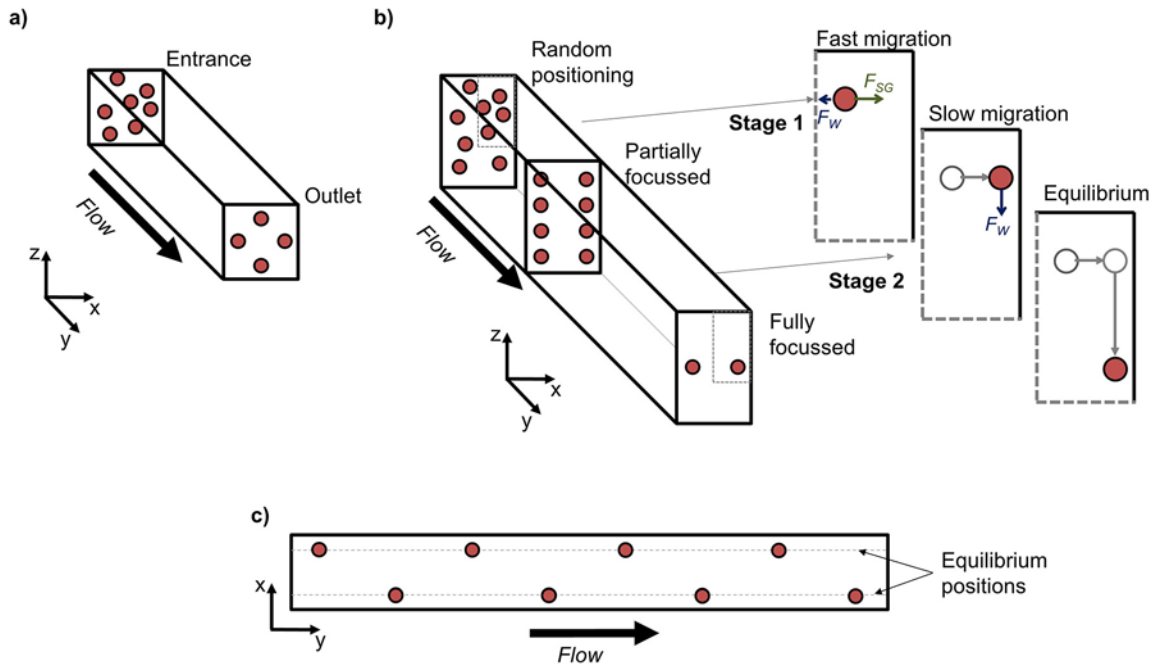 a)
Entrance
Outlet
Flow
z
x
y
b)
Random
positioning
Partially
focussed
Fully
focussed
Flow
z
x
y
Fast migration
F_SG
F_W
Stage 1
Slow migration
F_W
Stage 2
Equilibrium
c)
x
y
Flow
Equilibrium
positions